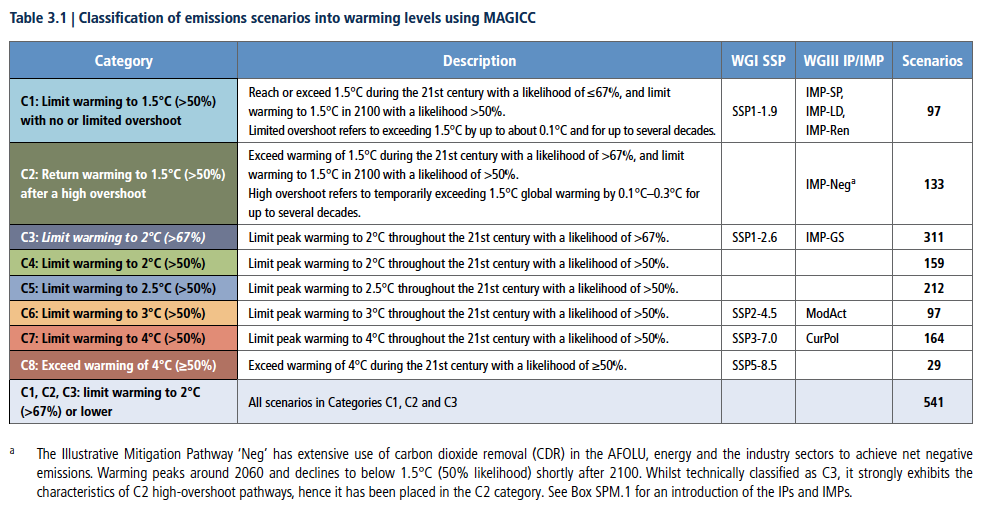 Table 3.1 | Classification of emissions scenarios into warming levels using MAGICC
Category Description WGI SSP WGIII IP/IMP Scenarios
C1: Limit warming to 1.5°C (>50%)
with no or limited overshoot
Reach or exceed 1.5°C during the 21st century with a likelihood of ≤67%, and limit
warming to 1.5°C in 2100 with a likelihood >50%.
Limited overshoot refers to exceeding 1.5°C by up to about 0.1°C and for up to several decades.
SSP1-1.9
IMP-SP,
IMP-LD,
IMP-Ren
97
C2: Return warming to 1.5°C (>50%)
after a high overshoot
Exceed warming of 1.5°C during the 21st century with a likelihood of >67%, and limit
warming to 1.5°C in 2100 with a likelihood of >50%.
High overshoot refers to temporarily exceeding 1.5°C global warming by 0.1°C–0.3°C for
up to several decades.
IMP-Negᵃ
133
C3: Limit warming to 2°C (>67%) Limit peak warming to 2°C throughout the 21st century with a likelihood of >67%. SSP1-2.6 IMP-GS 311
C4: Limit warming to 2°C (>50%) Limit peak warming to 2°C throughout the 21st century with a likelihood of >50%. 159
C5: Limit warming to 2.5°C (>50%) Limit peak warming to 2.5°C throughout the 21st century with a likelihood of >50%. 212
C6: Limit warming to 3°C (>50%) Limit peak warming to 3°C throughout the 21st century with a likelihood of >50%. SSP2-4.5 ModAct 97
C7: Limit warming to 4°C (>50%) Limit peak warming to 4°C throughout the 21st century with a likelihood of >50%. SSP3-7.0 CurPol 164
C8: Exceed warming of 4°C (≥50%) Exceed warming of 4°C during the 21st century with a likelihood of ≥50%. SSP5-8.5 29
C1, C2, C3: limit warming to 2°C
(>67%) or lower
All scenarios in Categories C1, C2 and C3
541
a The Illustrative Mitigation Pathway ‘Neg’ has extensive use of carbon dioxide removal (CDR) in the AFOLU, energy and the industry sectors to achieve net negative
emissions. Warming peaks around 2060 and declines to below 1.5°C (50% likelihood) shortly after 2100. Whilst technically classified as C3, it strongly exhibits the
characteristics of C2 high-overshoot pathways, hence it has been placed in the C2 category. See Box SPM.1 for an introduction of the IPs and IMPs.